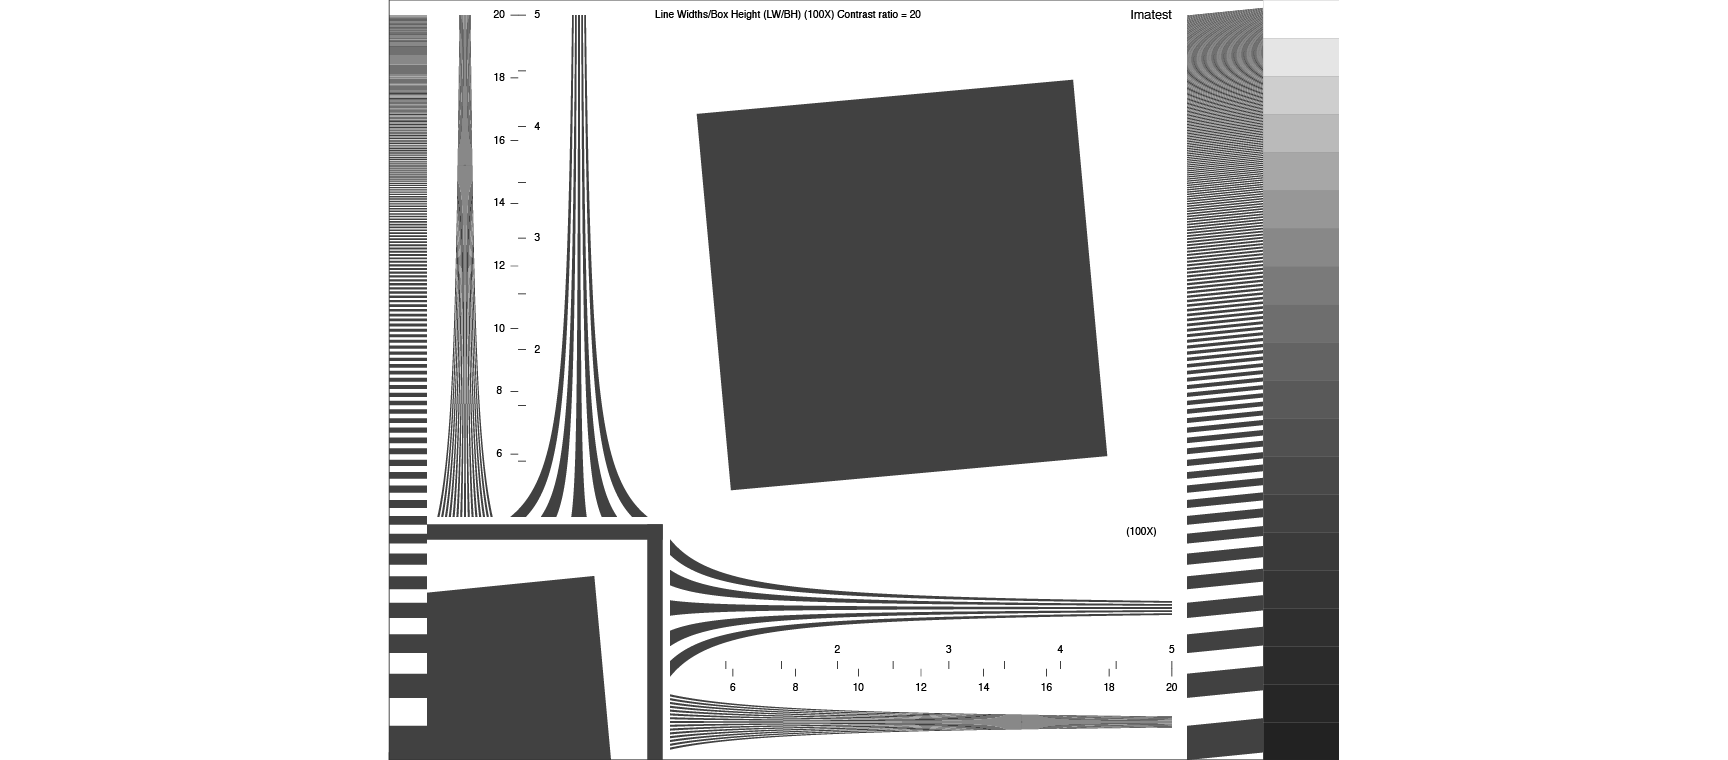 20 5
Line Widths/Box Height (LW/BH) (100X) Contrast ratio = 20
Imatest
18
4
16
14
3
12
10
2
8
6
(100X)
2 3 4 5
6 8 10 12 14 16 18 20